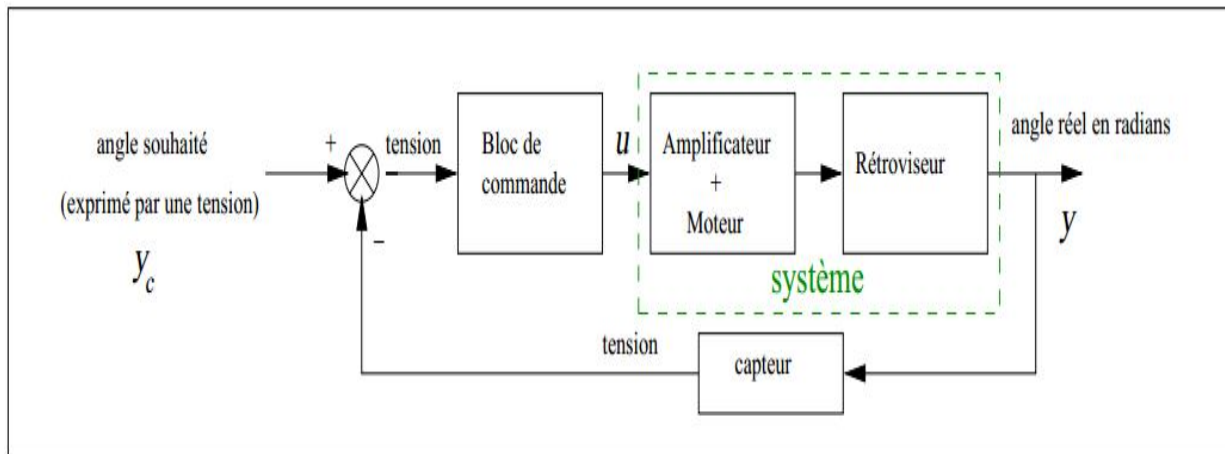 angle souhaité
(exprimé par une tension)
y_c
+
−
tension
Bloc de
commande
u
Amplificateur
+
Moteur
Rétroviseur
système
angle réel en radians
y
tension
capteur